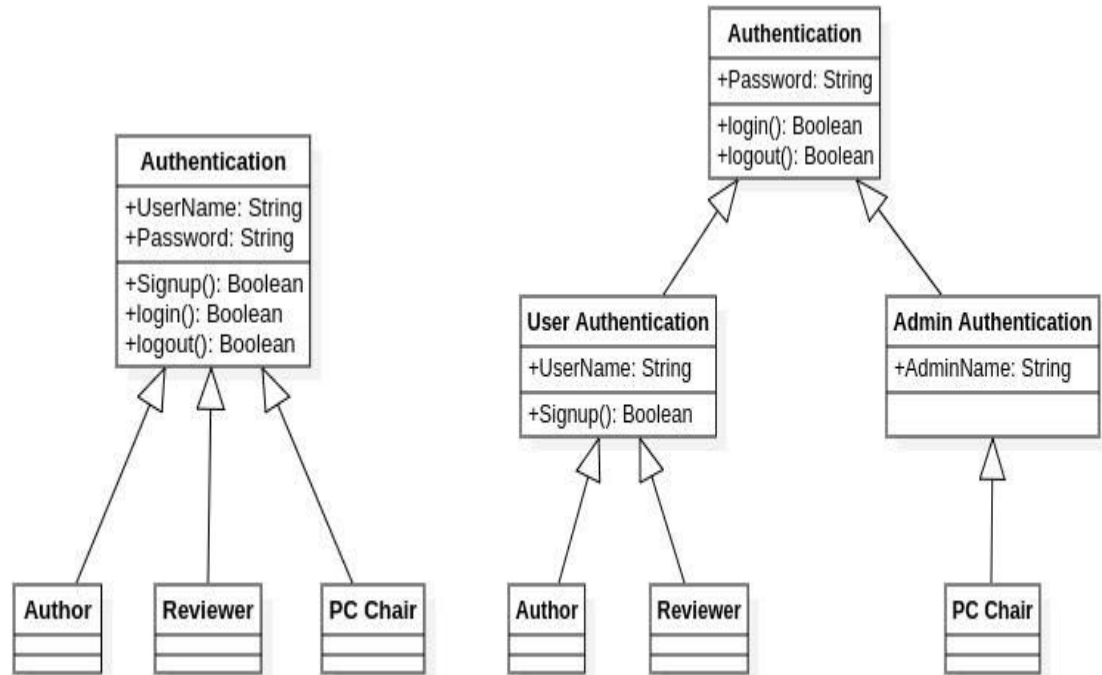 Authentication
+UserName: String
+Password: String
+Signup(): Boolean
+login(): Boolean
+logout(): Boolean
Author
Reviewer
PC Chair
Authentication
+Password: String
+login(): Boolean
+logout(): Boolean
User Authentication
+UserName: String
+Signup(): Boolean
Admin Authentication
+AdminName: String
Author
Reviewer
PC Chair